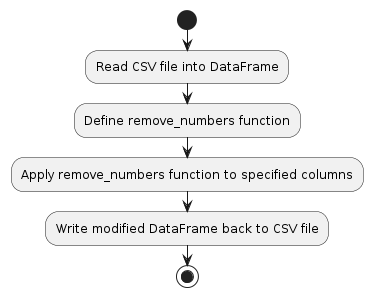 Read CSV file into DataFrame
Define remove_numbers function
Apply remove_numbers function to specified columns
Write modified DataFrame back to CSV file